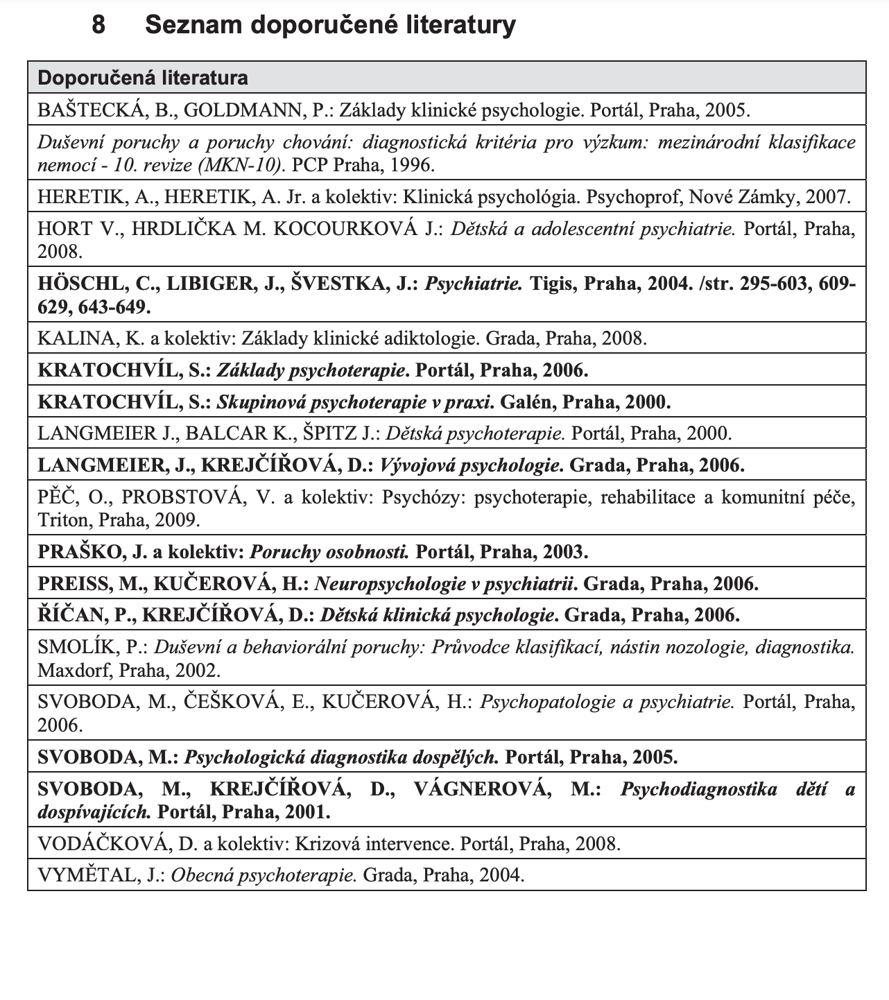 8 Seznam doporučené literatury
Doporučená literatura
BAŠTECKÁ, B., GOLDMANN, P.: Základy klinické psychologie. Portál, Praha, 2005.
Duševní poruchy a poruchy chování: diagnostická kritéria pro výzkum: mezinárodní klasifikace
nemocí - 10. revize (MKN-10). PCP Praha, 1996.
HERETIK, A., HERETIK, A. Jr. a kolektiv: Klinická psychológia. Psychoprof, Nové Zámky, 2007.
HORT V., HRDLIČKA M. KOCOURKOVÁ J.: Dětská a adolescentní psychiatrie. Portál, Praha,
2008.
HÖSCHL, C., LIBIGER, J., ŠVESTKA, J.: Psychiatrie. Tigis, Praha, 2004. /str. 295-603, 609-
629, 643-649.
KALINA, K. a kolektiv: Základy klinické adiktologie. Grada, Praha, 2008.
KRATOCHVÍL, S.: Základy psychoterapie. Portál, Praha, 2006.
KRATOCHVÍL, S.: Skupinová psychoterapie v praxi. Galén, Praha, 2000.
LANGMEIER J., BALCAR K., ŠPITZ J.: Dětská psychoterapie. Portál, Praha, 2000.
LANGMEIER, J., KREJČÍŘOVÁ, D.: Vývojová psychologie. Grada, Praha, 2006.
PĚČ, O., PROBSTOVÁ, V. a kolektiv: Psychózy: psychoterapie, rehabilitace a komunitní péče,
Triton, Praha, 2009.
PRAŠKO, J. a kolektiv: Poruchy osobnosti. Portál, Praha, 2003.
PREISS, M., KUČEROVÁ, H.: Neuropsychologie v psychiatrii. Grada, Praha, 2006.
ŘÍČAN, P., KREJČÍŘOVÁ, D.: Dětská klinická psychologie. Grada, Praha, 2006.
SMOLÍK, P.: Duševní a behaviorální poruchy: Průvodce klasifikací, nástin nozologie, diagnostika.
Maxdorf, Praha, 2002.
SVOBODA, M., ČEŠKOVÁ, E., KUČEROVÁ, H.: Psychopatologie a psychiatrie. Portál, Praha,
2006.
SVOBODA, M.: Psychologická diagnostika dospělých. Portál, Praha, 2005.
SVOBODA, M., KREJČÍŘOVÁ, D., VÁGNEROVÁ, M.: Psychodiagnostika dětí a
dospívajících. Portál, Praha, 2001.
VODÁČKOVÁ, D. a kolektiv: Krizová intervence. Portál, Praha, 2008.
VYMĚTAL, J.: Obecná psychoterapie. Grada, Praha, 2004.